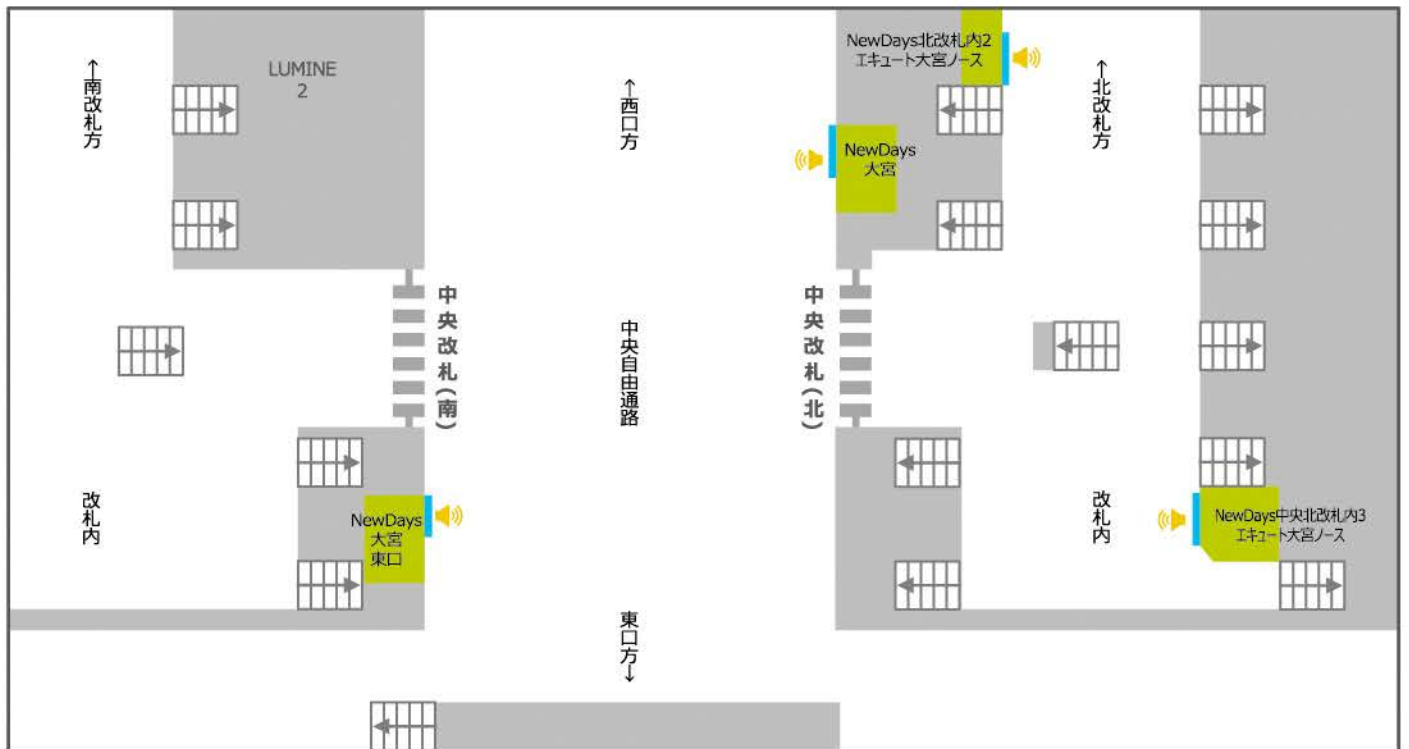 ←南改札方
LUMINE
2
←西口方
NewDays北改札内2
エキュート大宮ノース
←北改札方
NewDays
大宮
中央改札(南)
中央自由通路
中央改札(北)
改札内
NewDays
大宮
東口
改札内
NewDays中央北改札内3
エキュート大宮ノース
東口方→